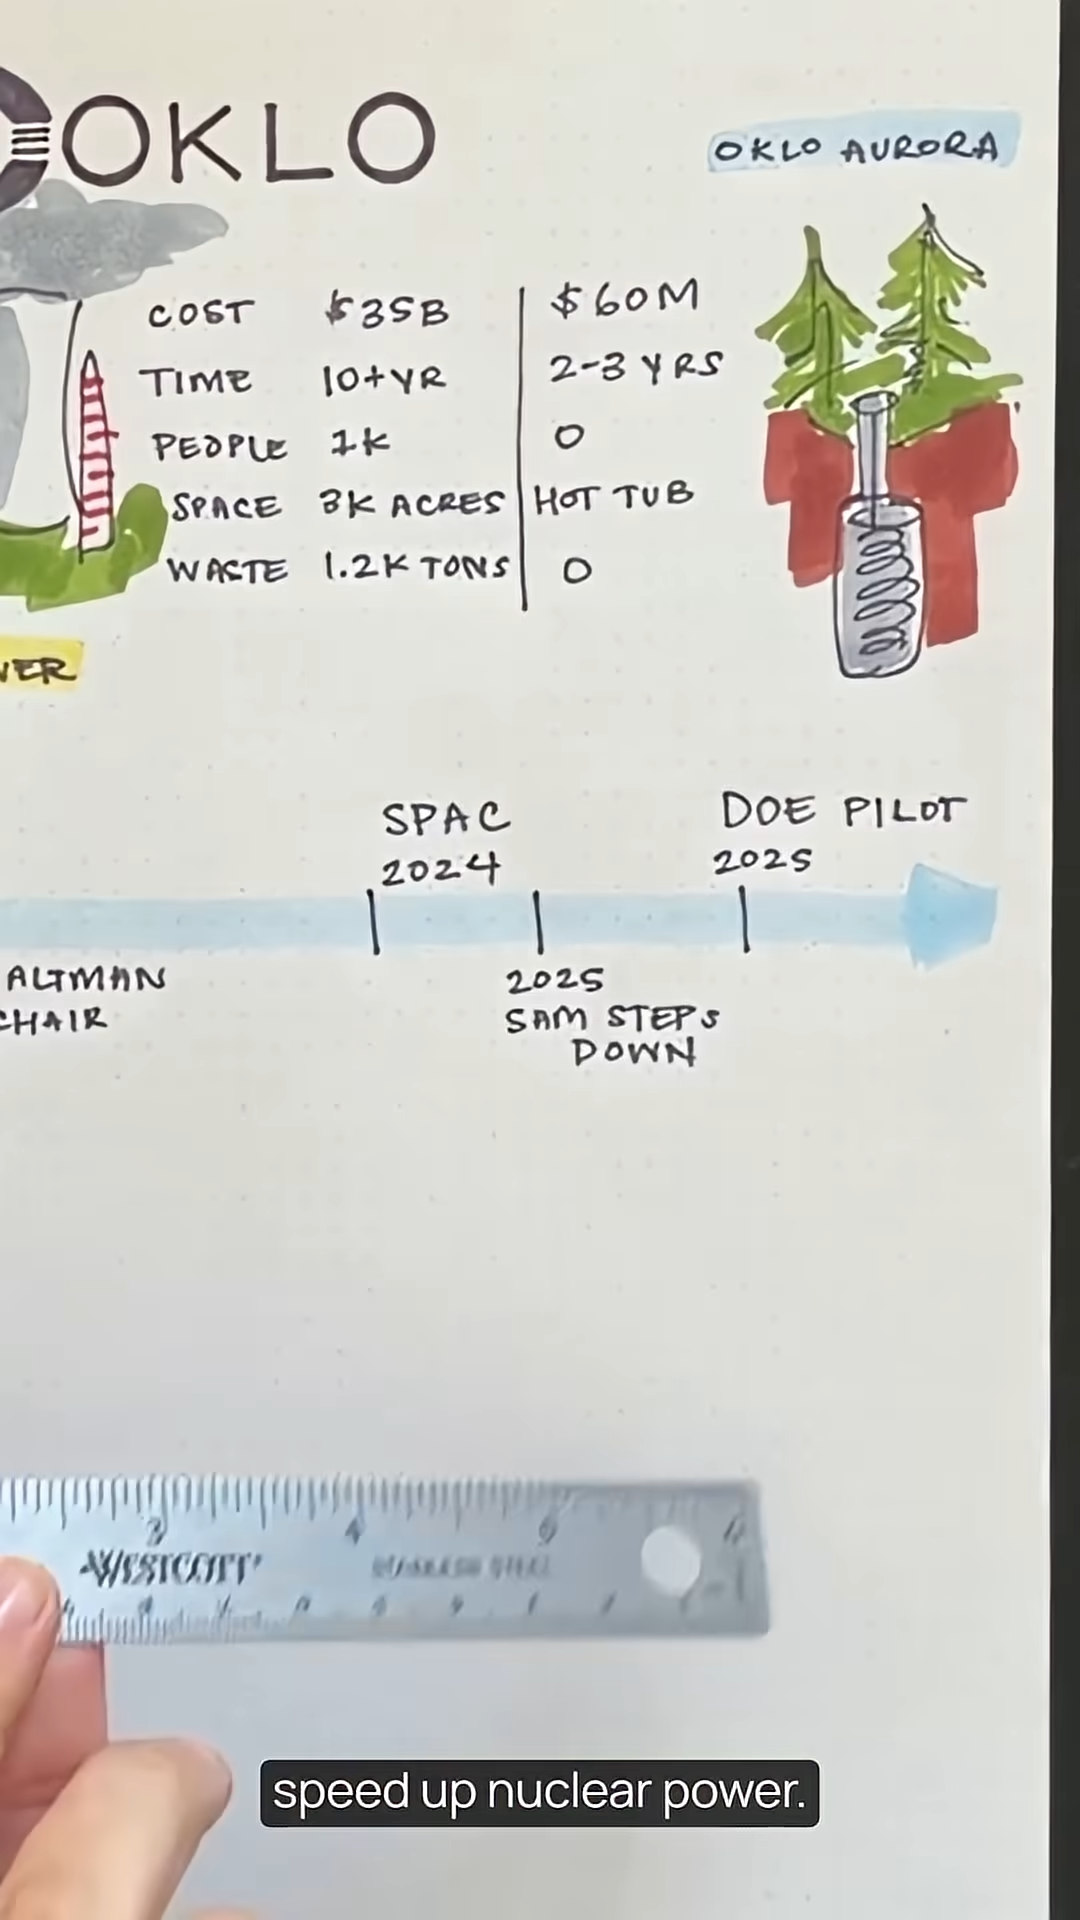 OKLO
OKLO AURORA
COST $35B $60M
TIME 10+YR 2-3 YRS
PEOPLE 1K 0
SPACE 3K ACRES HOT TUB
WASTE 1.2K TONS 0
SPAC
2024
DOE PILOT
2025
ALTMAN
CHAIR
2025
SAM STEPS
DOWN
WESTCOTT
speed up nuclear power.